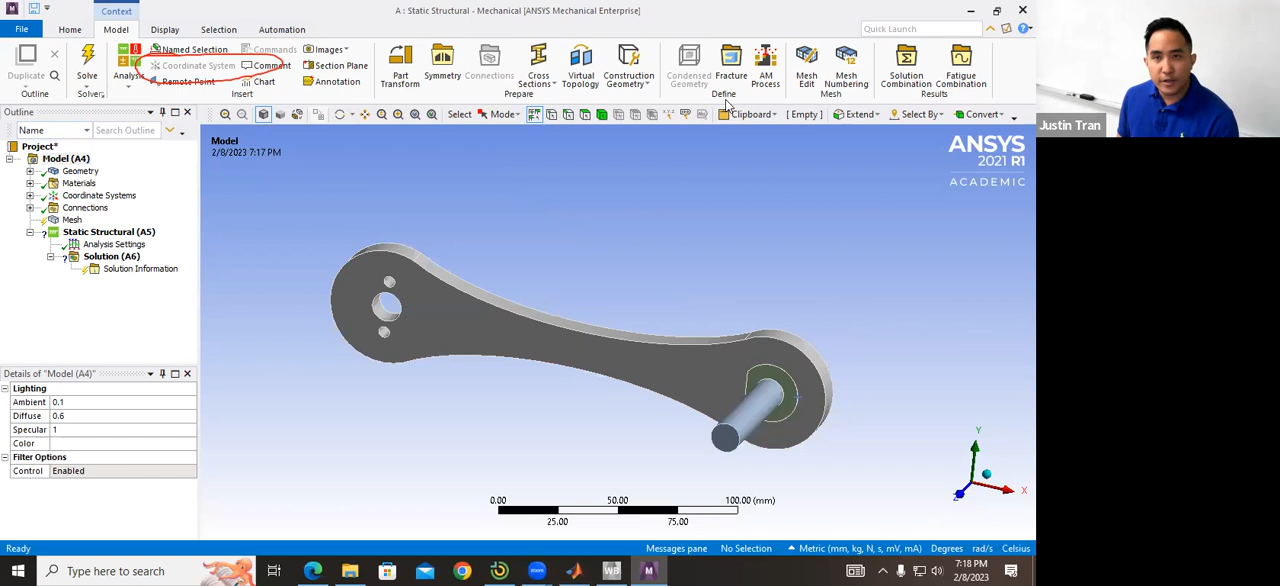 Context
A : Static Structural - Mechanical [ANSYS Mechanical Enterprise]
File
Home
Model
Display
Selection
Automation
Quick Launch
Duplicate
Outline
Solve
Solver
Analysis
Named Selection
Coordinate System
Remote Point
Commands
Comment
Chart
Images
Section Plane
Annotation
Insert
Part
Transform
Symmetry
Connections
Cross
Sections
Virtual
Topology
Construction
Geometry
Prepare
Condensed
Geometry
Fracture
AM
Process
Define
Mesh
Edit
Mesh
Numbering
Mesh
Solution
Combination
Fatigue
Combination
Results
Justin Tran
Outline
Select
Mode
Clipboard
[ Empty ]
Extend
Select By
Convert
Name
Search Outline
Project*
Model (A4)
Geometry
Materials
Coordinate Systems
Connections
Mesh
Static Structural (A5)
Analysis Settings
Solution (A6)
Solution Information
Model
2/8/2023 7:17 PM
ANSYS
2021 R1
ACADEMIC
Details of "Model (A4)"
Lighting
Ambient 0.1
Diffuse 0.6
Specular 1
Color
Filter Options
Control Enabled
0.00 50.00 100.00 (mm)
25.00 75.00
Y
X
Z
Ready
Messages pane
No Selection
Metric (mm, kg, N, s, mV, mA)
Degrees
rad/s
Celsius
Type here to search
WB
M
7:18 PM
2/8/2023